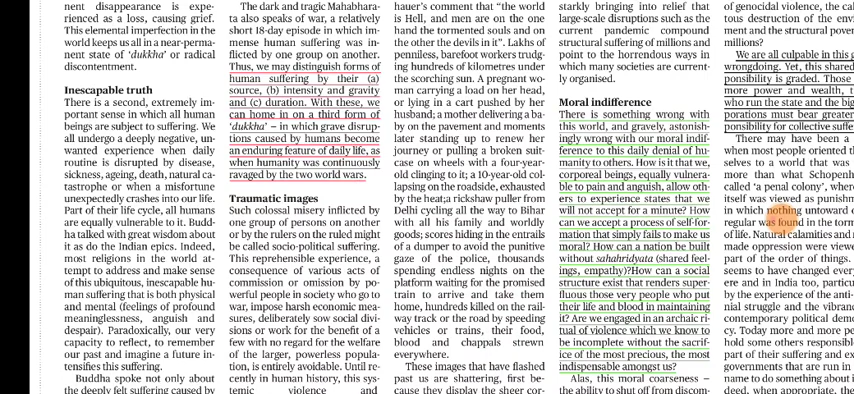 nent disappearance is expe-
rienced as a loss, causing grief.
This elemental imperfection in the
world keeps us all in a near-perma-
nent state of 'dukkha' or radical
discontentment.
Inescapable truth
There is a second, extremely im-
portant sense in which all human
beings are subject to suffering. We
all undergo a deeply negative, un-
wanted experience when daily
routine is disrupted by disease,
sickness, ageing, death, natural ca-
tastrophe or when a misfortune
unexpectedly crashes into our life.
Part of their life cycle, all humans
are equally vulnerable to it. Budd-
ha talked with great wisdom about
it as do the Indian epics. Indeed,
most religions in the world at-
tempt to address and make sense
of this ubiquitous, inescapable hu-
man suffering that is both physical
and mental (feelings of profound
meaninglessness, anguish and
despair). Paradoxically, our very
capacity to reflect, to remember
our past and imagine a future in-
tensifies this suffering.
Buddha spoke not only about
the deeply felt suffering caused by
The dark and tragic Mahabhara-
ta also speaks of war, a relatively
short 18-day episode in which im-
mense human suffering was in-
flicted by one group on another.
Thus, we may distinguish forms of
human suffering by their (a)
source, (b) intensity and gravity
and (c) duration. With these, we
can home in on a third form of
'dukkha' – in which grave disrup-
tions caused by humans become
an enduring feature of daily life, as
when humanity was continuously
ravaged by the two world wars.
Traumatic images
Such colossal misery inflicted by
one group of persons on another
or by the rulers on the ruled might
be called socio-political suffering.
This reprehensible experience, a
consequence of various acts of
commission or omission by po-
werful people in society who go to
war, impose harsh economic mea-
sures, deliberately sow social divi-
sions or work for the benefit of a
few with no regard for the welfare
of the larger, powerless popula-
tion, is entirely avoidable. Until re-
cently in human history, this sys-
temic violence and
hauer's comment that "the world
is Hell, and men are on the one
hand the tormented souls and on
the other the devils in it". Lakhs of
penniless, barefoot workers trudg-
ing hundreds of kilometres under
the scorching sun. A pregnant wo-
man carrying a load on her head,
or lying in a cart pushed by her
husband; a mother delivering a ba-
by on the pavement and moments
later standing up to renew her
journey or pulling a broken suit-
case on wheels with a four-year-
old clinging to it; a 10-year-old col-
lapsing on the roadside, exhausted
by the heat;a rickshaw puller from
Delhi cycling all the way to Bihar
with all his family and worldly
goods; scores hiding in the entrails
of a dumper to avoid the punitive
gaze of the police, thousands
spending endless nights on the
platform waiting for the promised
train to arrive and take them
home, hundreds killed on the rail-
way track or the road by speeding
vehicles or trains, their food,
blood and chappals strewn
everywhere.
These images that have flashed
past us are shattering, first be-
cause they display the sheer cor-
starkly bringing into relief that
large-scale disruptions such as the
current pandemic compound
structural suffering of millions and
point to the horrendous ways in
which many societies are current-
ly organised.
Moral indifference
There is something wrong with
this world, and gravely, astonish-
ingly wrong with our moral indif-
ference to this daily denial of hu-
manity to others. How is it that we,
corporeal beings, equally vulnera-
ble to pain and anguish, allow oth-
ers to experience states that we
will not accept for a minute? How
can we accept a process of self-for-
mation that simply fails to make us
moral? How can a nation be built
without sahahridyata (shared feel-
ings, empathy)?How can a social
structure exist that renders super-
fluous those very people who put
their life and blood in maintaining
it? Are we engaged in an archaic ri-
tual of violence which we know to
be incomplete without the sacrif-
ice of the most precious, the most
indispensable amongst us?
Alas, this moral coarseness –
the ability to shut off from discom-
of genocidal violence, the cal
tous destruction of the envi
ment and the structural pove
millions?
We are all culpable in this g
wrongdoing. Yet, this shared
ponsibility is graded. Those
more power and wealth, t
who run the state and the big
porations must bear greater
ponsibility for collective suffe
There may have been a
when most people oriented t
selves to a world that was
more than what Schopenh
called 'a penal colony', where
itself was viewed as punishm
in which nothing untoward o
regular was found in the torm
of life. Natural calamities and
made oppression were viewe
part of the order of things.
seems to have changed every
ere and in India too, particu
by the experience of the anti-
nial struggle and the vibran
contemporary political demo
cy. Today more and more pe
hold some others responsibl
part of their suffering and ex
governments that are run in
name to do something about i
deed, when approached by